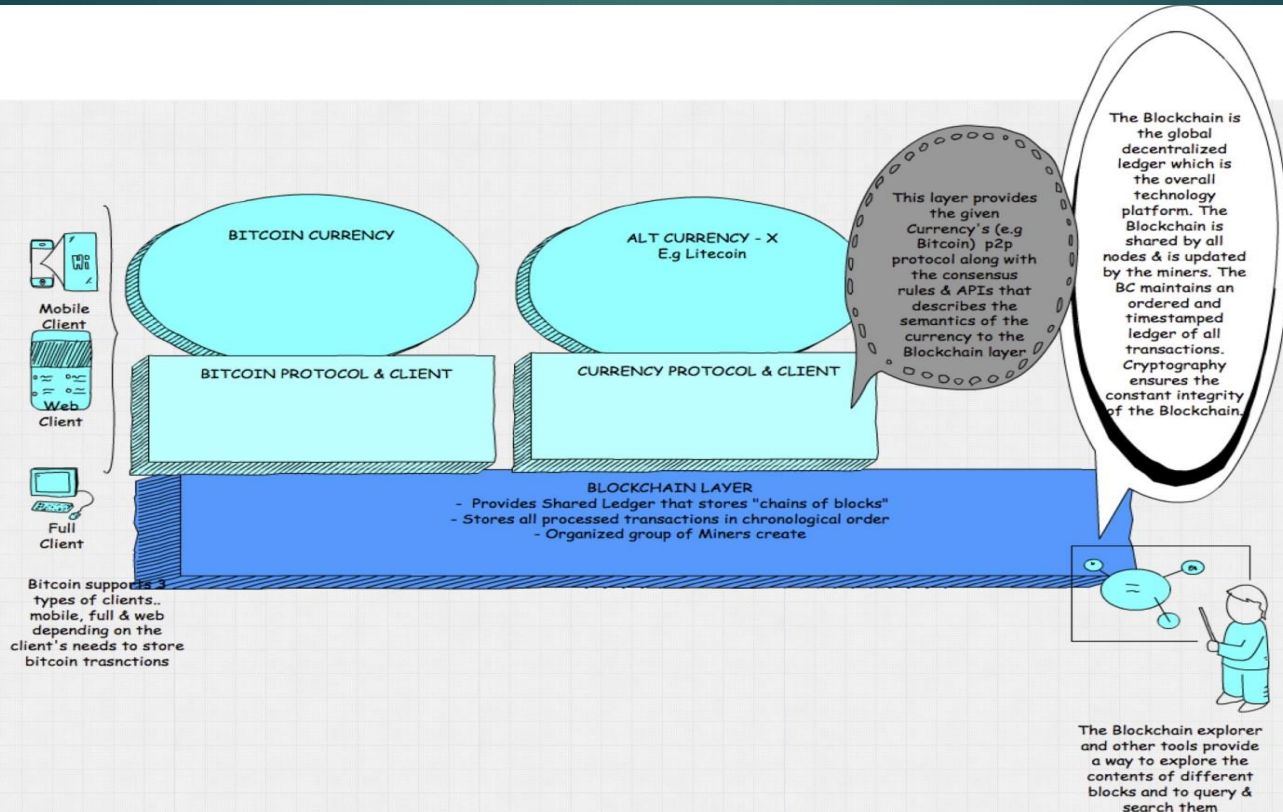 BITCOIN CURRENCY
ALT CURRENCY - X
E.g Litecoin
Hi
Mobile
Client
Web
Client
Full
Client
BITCOIN PROTOCOL & CLIENT
CURRENCY PROTOCOL & CLIENT
This layer provides
the given
Currency's (e.g
Bitcoin) p2p
protocol along with
the consensus
rules & APIs that
describes the
semantics of the
currency to the
Blockchain layer
The Blockchain is
the global
decentralized
ledger which is
the overall
technology
platform. The
Blockchain is
shared by all
nodes & is updated
by the miners. The
BC maintains an
ordered and
timestamped
ledger of all
transactions.
Cryptography
ensures the
constant integrity
of the Blockchain.
BLOCKCHAIN LAYER
- Provides Shared Ledger that stores "chains of blocks"
- Stores all processed transactions in chronological order
- Organized group of Miners create
Bitcoin supports 3
types of clients..
mobile, full & web
depending on the
client's needs to store
bitcoin trasnctions
The Blockchain explorer
and other tools provide
a way to explore the
contents of different
blocks and to query &
search them